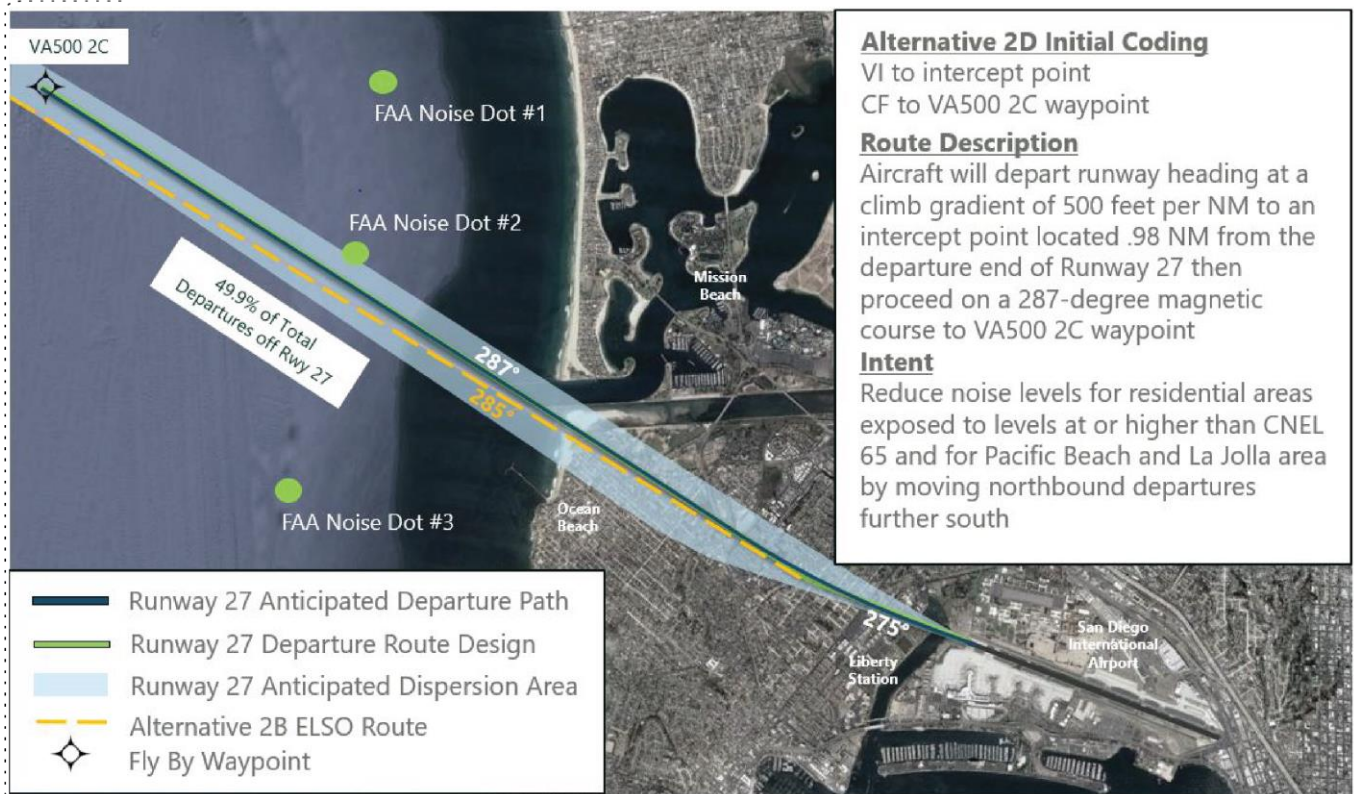 VA500 2C
FAA Noise Dot #1
FAA Noise Dot #2
49.9% of Total
Departures off Rwy 27
287°
285°
FAA Noise Dot #3
Mission
Beach
Ocean
Beach
275°
Liberty
Station
San Diego
International
Airport
Alternative 2D Initial Coding
VI to intercept point
CF to VA500 2C waypoint
Route Description
Aircraft will depart runway heading at a
climb gradient of 500 feet per NM to an
intercept point located .98 NM from the
departure end of Runway 27 then
proceed on a 287-degree magnetic
course to VA500 2C waypoint
Intent
Reduce noise levels for residential areas
exposed to levels at or higher than CNEL
65 and for Pacific Beach and La Jolla area
by moving northbound departures
further south
Runway 27 Anticipated Departure Path
Runway 27 Departure Route Design
Runway 27 Anticipated Dispersion Area
Alternative 2B ELSO Route
Fly By Waypoint